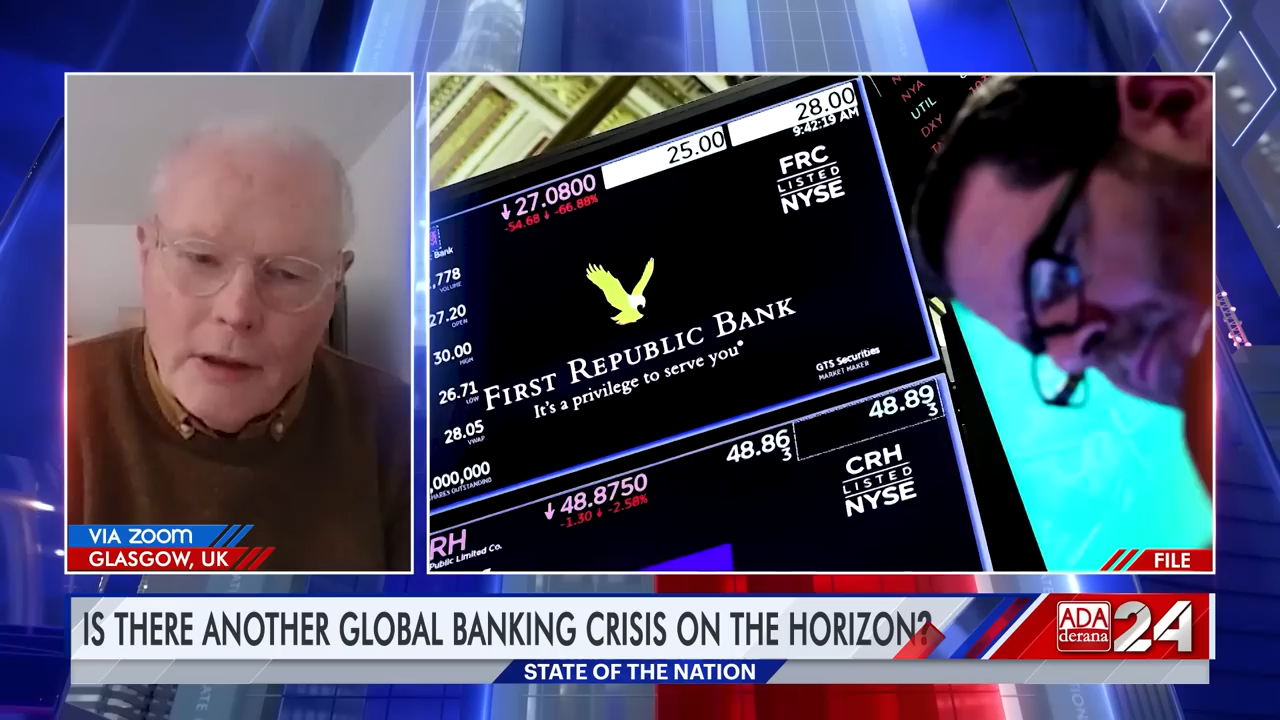 28.00
25.00
9:42:19 AM
FRC
LISTED
NYSE
27.0800
-54.68 -66.88%
Bank
,778
VOLUME
27.20
OPEN
30.00
HIGH
26.71
LOW
28.05
VWAP
,000,000
SHARES OUTSTANDING
FIRST REPUBLIC BANK
It's a privilege to serve you
GTS Securities
MARKET MAKER
48.89
3
48.86
3
CRH
LISTED
NYSE
48.8750
-1.30 -2.58%
RH
Public Limited Co.
NYA
UTIL
DXY
VIA ZOOM
GLASGOW, UK
FILE
IS THERE ANOTHER GLOBAL BANKING CRISIS ON THE HORIZON?
ADA
derana
24
STATE OF THE NATION